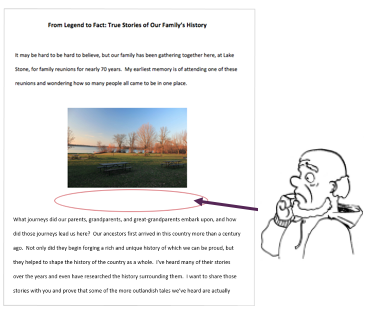 From Legend to Fact: True Stories of Our Family's History
It may be hard to be hard to believe, but our family has been gathering together here, at Lake
Stone, for family reunions for nearly 70 years. My earliest memory is of attending one of these
reunions and wondering how so many people all came to be in one place.
What journeys did our parents, grandparents, and great-grandparents embark upon, and how
did those journeys lead us here? Our ancestors first arrived in this country more than a century
ago. Not only did they begin forging a rich and unique history of which we can be proud, but
they helped to shape the history of the country as a whole. I've heard many of their stories
over the years and even have researched the history surrounding them. I want to share those
stories with you and prove that some of the more outlandish tales we've heard are actually